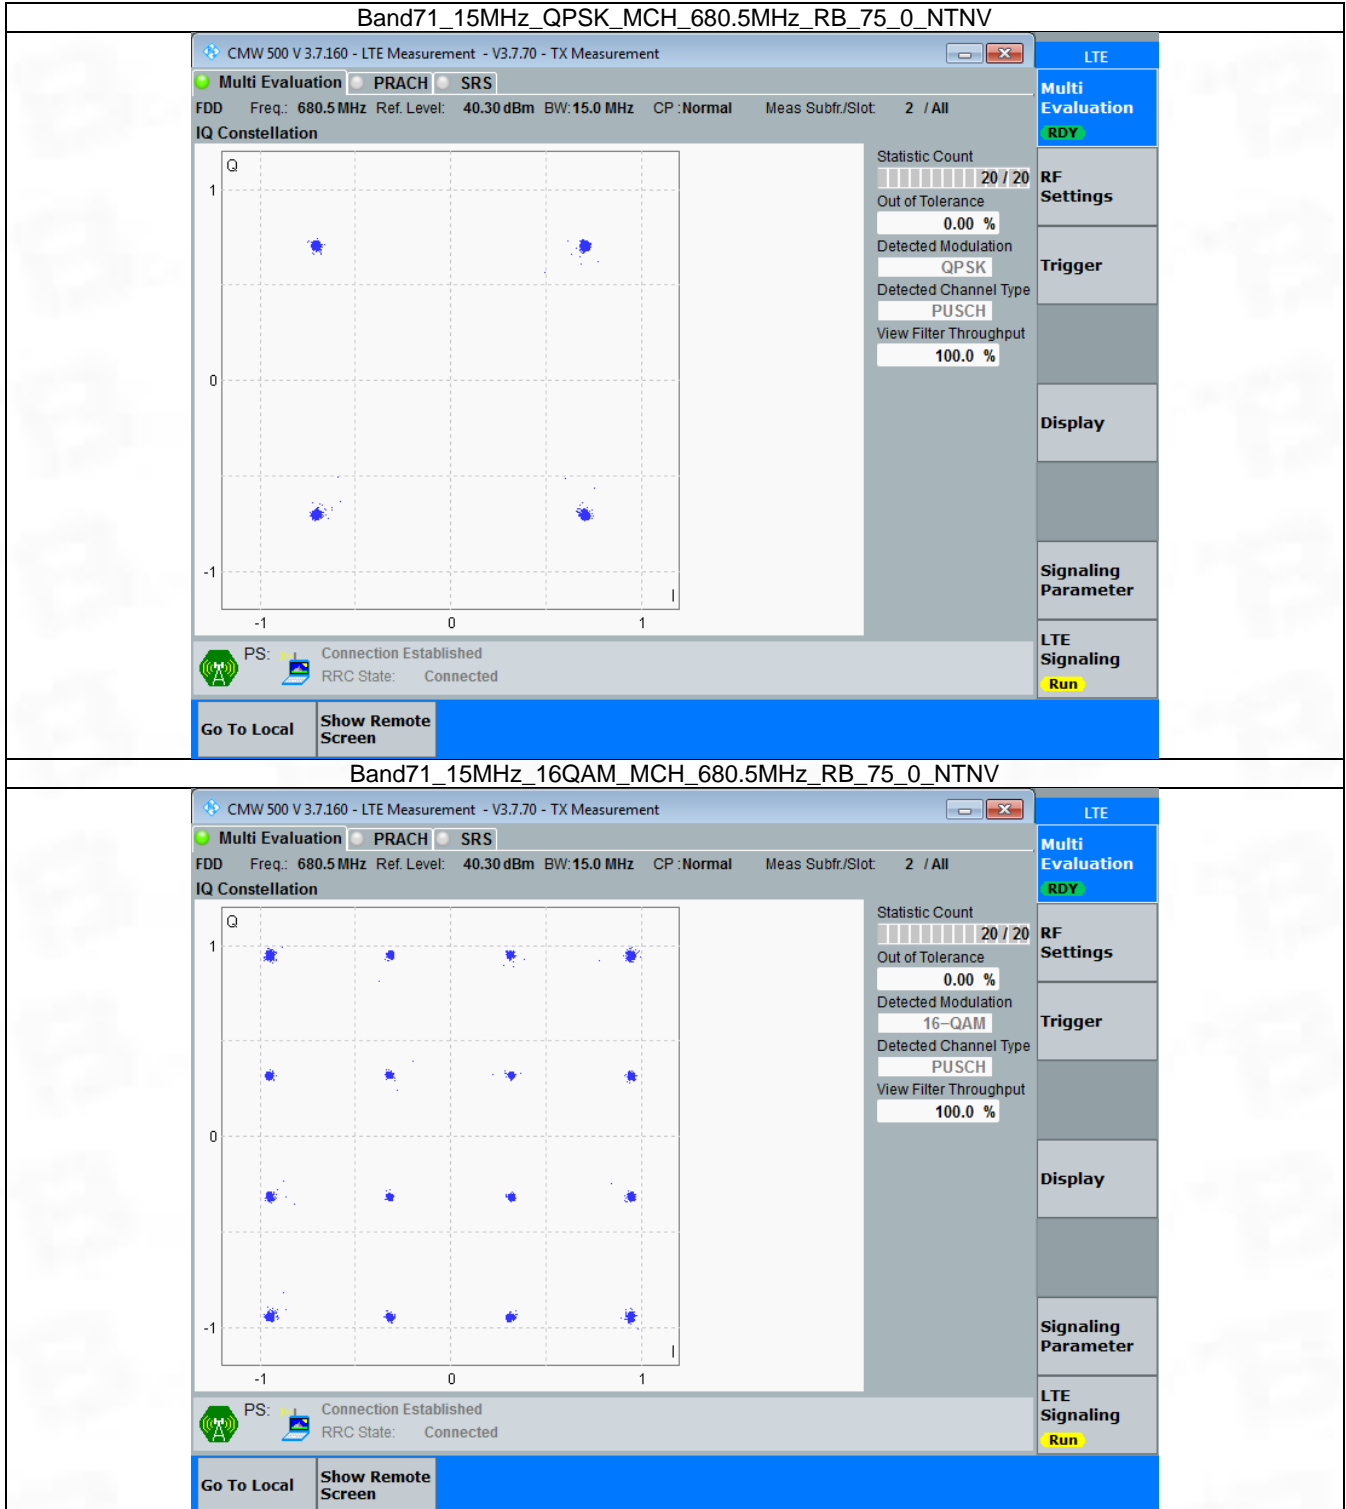 Band71_15MHz_QPSK_MCH_680.5MHz_RB_75_0_NTNV
CMW 500 V 3.7.160 - LTE Measurement - V3.7.70 - TX Measurement
LTE
Multi Evaluation PRACH SRS
Multi Evaluation
RDY
FDD Freq.: 680.5 MHz Ref. Level: 40.30 dBm BW: 15.0 MHz CP : Normal Meas Subfr./Slot: 2 / All
IQ Constellation
Q
1
0
-1
I
-1 0 1
Statistic Count
20 / 20
Out of Tolerance
0.00 %
Detected Modulation
QPSK
Detected Channel Type
PUSCH
View Filter Throughput
100.0 %
RF
Settings
Trigger
Display
Signaling
Parameter
LTE
Signaling
Run
PS: Connection Established
RRC State: Connected
Go To Local
Show Remote
Screen
Band71_15MHz_16QAM_MCH_680.5MHz_RB_75_0_NTNV
CMW 500 V 3.7.160 - LTE Measurement - V3.7.70 - TX Measurement
LTE
Multi Evaluation PRACH SRS
Multi Evaluation
RDY
FDD Freq.: 680.5 MHz Ref. Level: 40.30 dBm BW: 15.0 MHz CP : Normal Meas Subfr./Slot: 2 / All
IQ Constellation
Q
1
0
-1
I
-1 0 1
Statistic Count
20 / 20
Out of Tolerance
0.00 %
Detected Modulation
16-QAM
Detected Channel Type
PUSCH
View Filter Throughput
100.0 %
RF
Settings
Trigger
Display
Signaling
Parameter
LTE
Signaling
Run
PS: Connection Established
RRC State: Connected
Go To Local
Show Remote
Screen